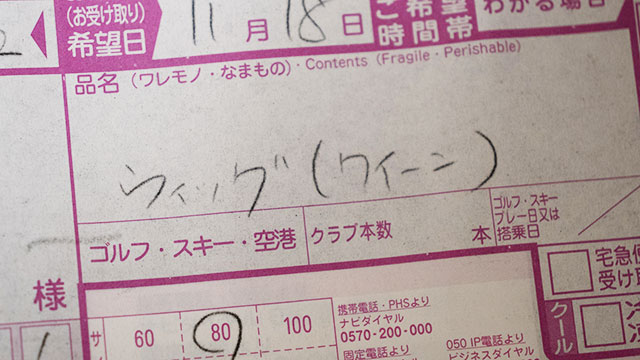 (お受け取り)
希望日 11月18日 ご希望時間帯 わかる場合
品名(ワレモノ・なまもの)・Contents (Fragile・Perishable)
ウィッグ(ワイーン)
ゴルフ・スキー・空港 クラブ本数 本 ゴルフ・スキー
プレー日又は
搭乗日
様
宅急便
受け
クール
サ 60 80 100
携帯電話・PHSより
ナビダイヤル
0570-200-000
固定電話より
050 IP電話より
ビジネスダイヤル